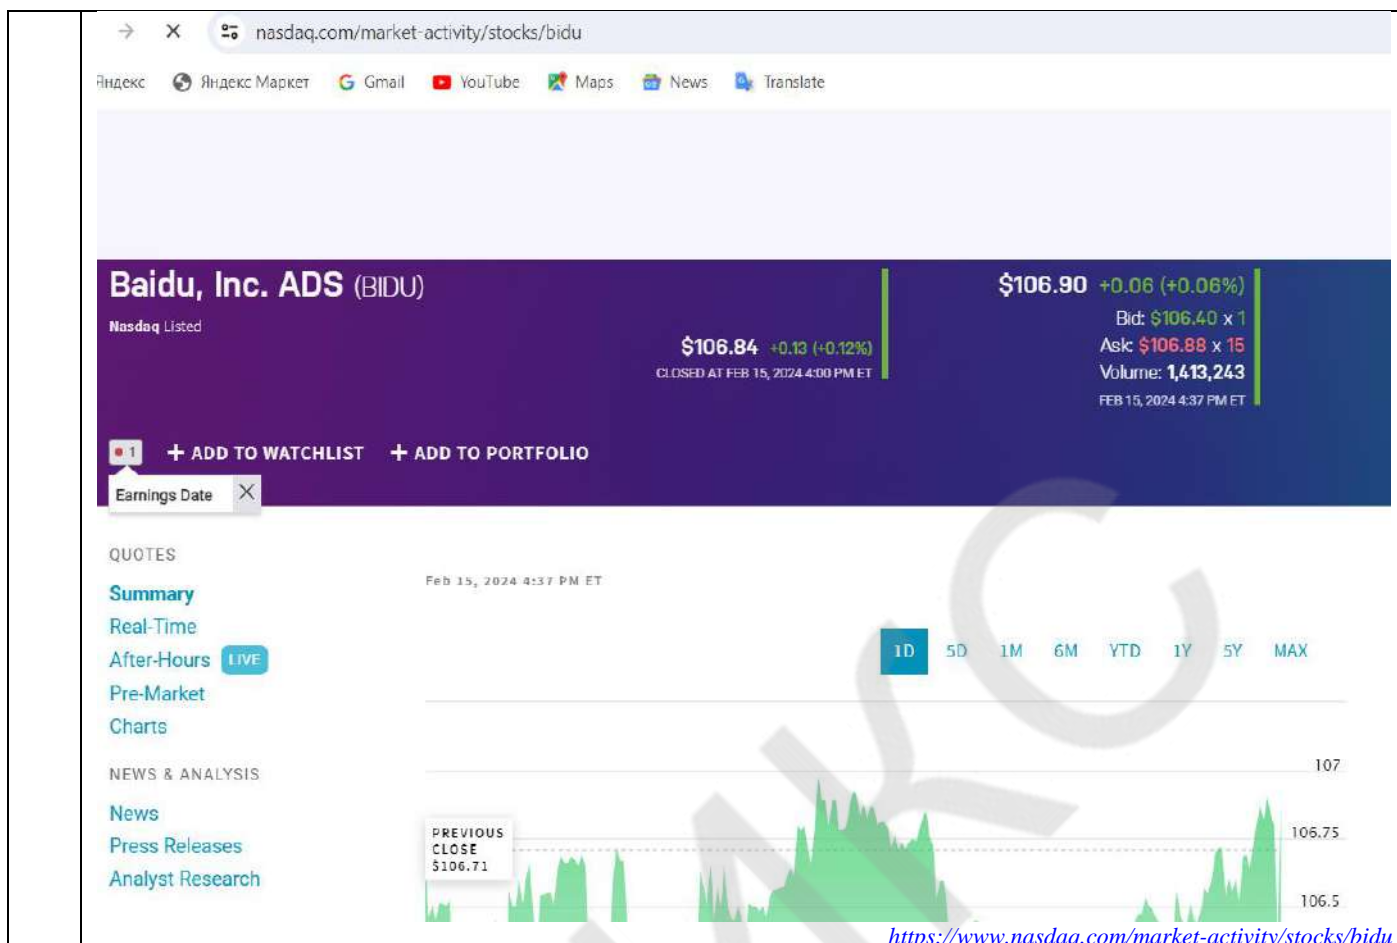 nasdaq.com/market-activity/stocks/bidu
Яндекс Маркет Gmail YouTube Maps News Translate
Baidu, Inc. ADS (BIDU)
Nasdaq Listed
$106.84 +0.13 (+0.12%)
CLOSED AT FEB 15, 2024 4:00 PM ET
$106.90 +0.06 (+0.06%)
Bid: $106.40 x 1
Ask: $106.88 x 15
Volume: 1,413,243
FEB 15, 2024 4:37 PM ET
1 + ADD TO WATCHLIST + ADD TO PORTFOLIO
Earnings Date
QUOTES
Summary
Real-Time
After-Hours LIVE
Pre-Market
Charts
NEWS & ANALYSIS
News
Press Releases
Analyst Research
Feb 15, 2024 4:37 PM ET
1D 5D 1M 6M YTD 1Y 5Y MAX
107
106.75
106.5
PREVIOUS
CLOSE
$106.71
МКС
https://www.nasdaq.com/market-activity/stocks/bidu